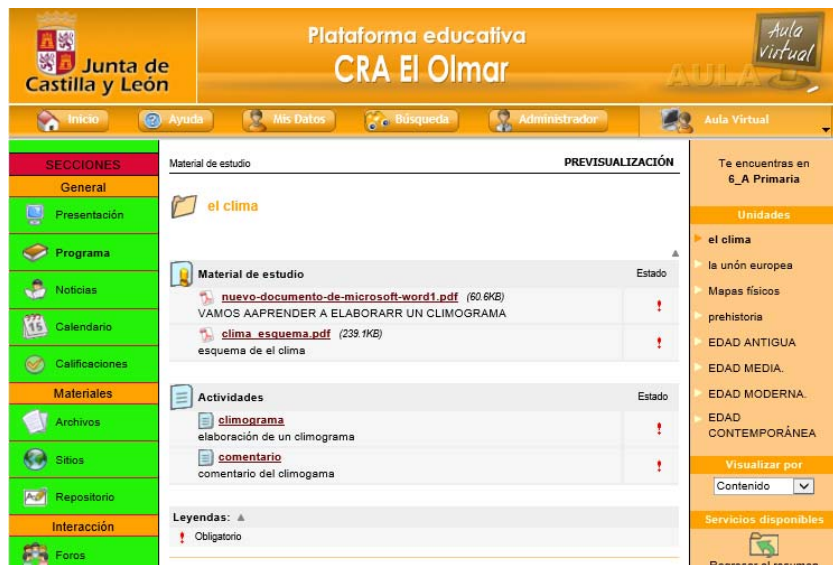 Junta de
Castilla y León
Plataforma educativa
CRA El Olmar
AULA
Aula
Virtual
Inicio
Ayuda
Mis Datos
Búsqueda
Administrador
Aula Virtual
SECCIONES
General
Presentación
Programa
Noticias
15
Calendario
Calificaciones
Materiales
Archivos
Sitios
Repositorio
Interacción
Foros
Material de estudio
PREVISUALIZACIÓN
el clima
Material de estudio
Estado
nuevo-documento-de-microsoft-word1.pdf (60.6KB)
VAMOS AAPRENDER A ELABORARR UN CLIMOGRAMA
clima_esquema.pdf (239.1KB)
esquema de el clima
Actividades
Estado
climograma
elaboración de un climograma
comentario
comentario del climogama
Leyendas:
Obligatorio
Te encuentras en
6_A Primaria
Unidades
el clima
la unón europea
Mapas físicos
prehistoria
EDAD ANTIGUA
EDAD MEDIA.
EDAD MODERNA.
EDAD
CONTEMPORÁNEA
Visualizar por
Contenido
Servicios disponibles
Regresar al resumen